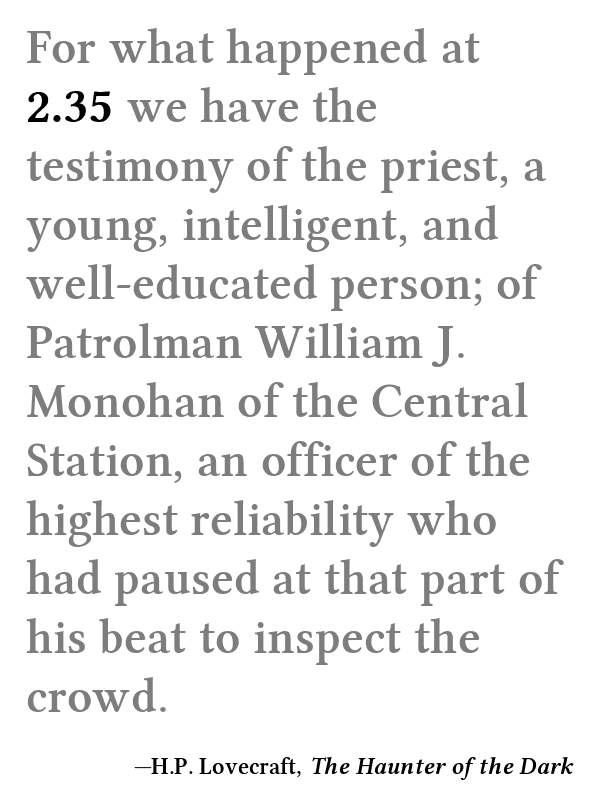 For what happened at
2.35 we have the
testimony of the priest, a
young, intelligent, and
well-educated person; of
Patrolman William J.
Monohan of the Central
Station, an officer of the
highest reliability who
had paused at that part of
his beat to inspect the
crowd.
—H.P. Lovecraft, The Haunter of the Dark